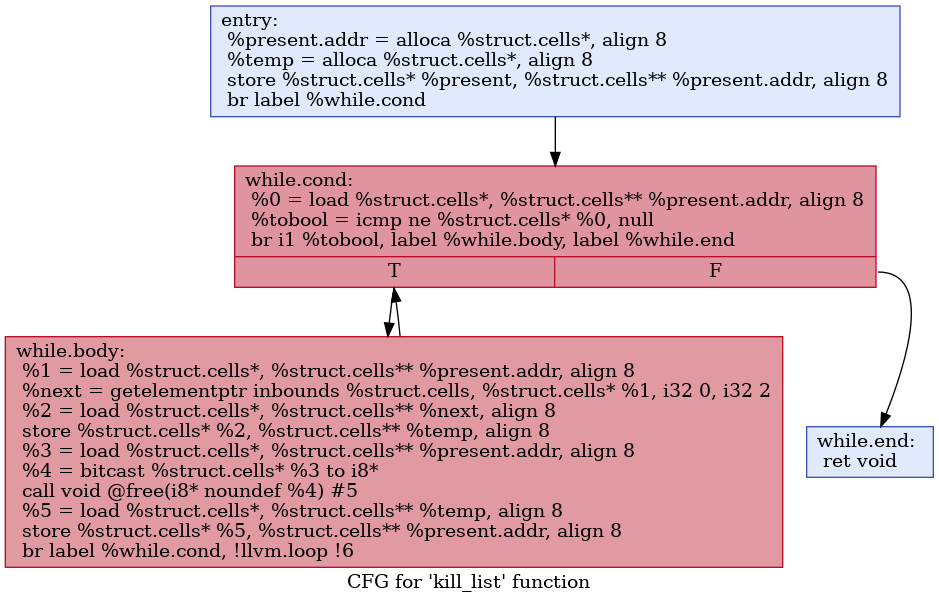 entry:
%present.addr = alloca %struct.cells*, align 8
%temp = alloca %struct.cells*, align 8
store %struct.cells* %present, %struct.cells** %present.addr, align 8
br label %while.cond
while.cond:
%0 = load %struct.cells*, %struct.cells** %present.addr, align 8
%tobool = icmp ne %struct.cells* %0, null
br i1 %tobool, label %while.body, label %while.end
T F
while.body:
%1 = load %struct.cells*, %struct.cells** %present.addr, align 8
%next = getelementptr inbounds %struct.cells, %struct.cells* %1, i32 0, i32 2
%2 = load %struct.cells*, %struct.cells** %next, align 8
store %struct.cells* %2, %struct.cells** %temp, align 8
%3 = load %struct.cells*, %struct.cells** %present.addr, align 8
%4 = bitcast %struct.cells* %3 to i8*
call void @free(i8* noundef %4) #5
%5 = load %struct.cells*, %struct.cells** %temp, align 8
store %struct.cells* %5, %struct.cells** %present.addr, align 8
br label %while.cond, !llvm.loop !6
while.end:
ret void
CFG for 'kill_list' function